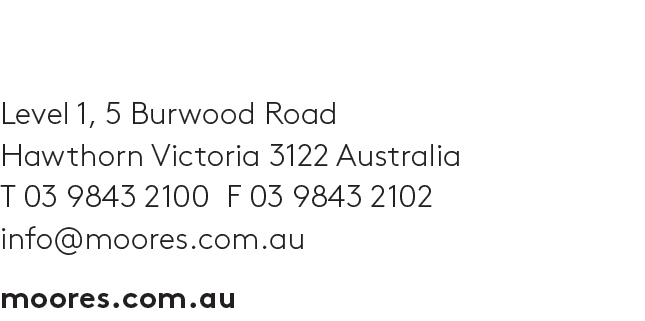 Level 1, 5 Burwood Road
Hawthorn Victoria 3122 Australia
T 03 9843 2100  F 03 9843 2102
info@moores.com.au
moores.com.au